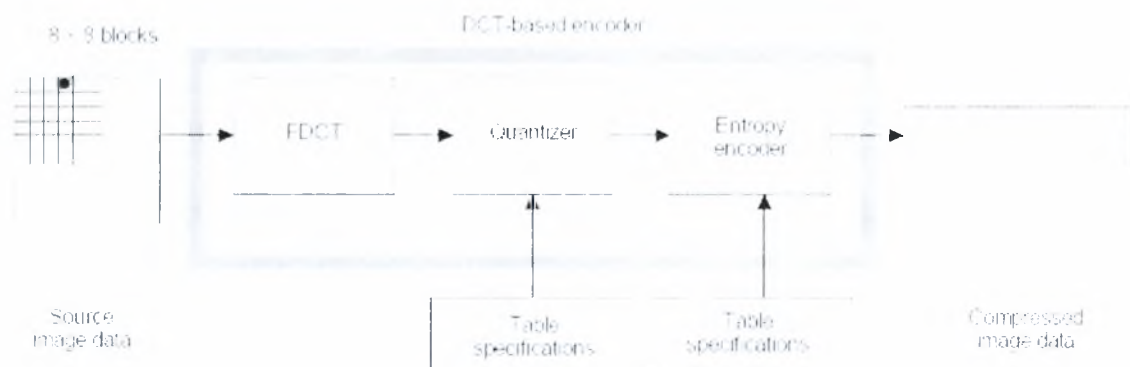 DCT-based encoder
8 × 8 blocks
FDCT
Quantizer
Entropy
encoder
Source
image data
Table
specifications
Table
specifications
Compressed
image data